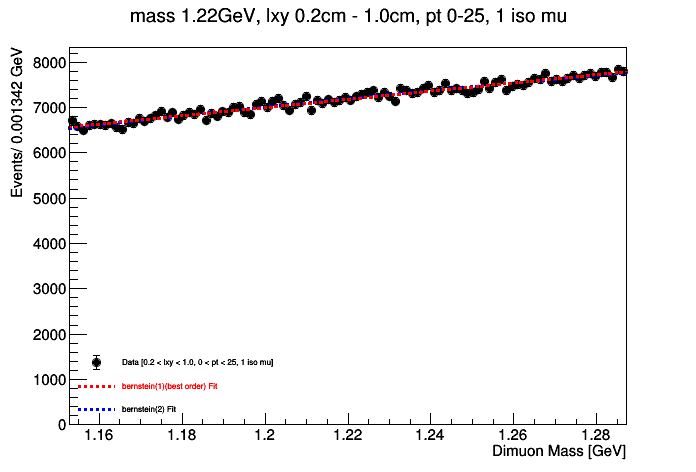 mass 1.22GeV, lxy 0.2cm - 1.0cm, pt 0-25, 1 iso mu
Events/ 0.001342 GeV
8000
7000
6000
5000
4000
3000
2000
1000
0
Data [0.2 < lxy < 1.0, 0 < pt < 25, 1 iso mu]
bernstein(1)(best order) Fit
bernstein(2) Fit
1.16 1.18 1.2 1.22 1.24 1.26 1.28
Dimuon Mass [GeV]